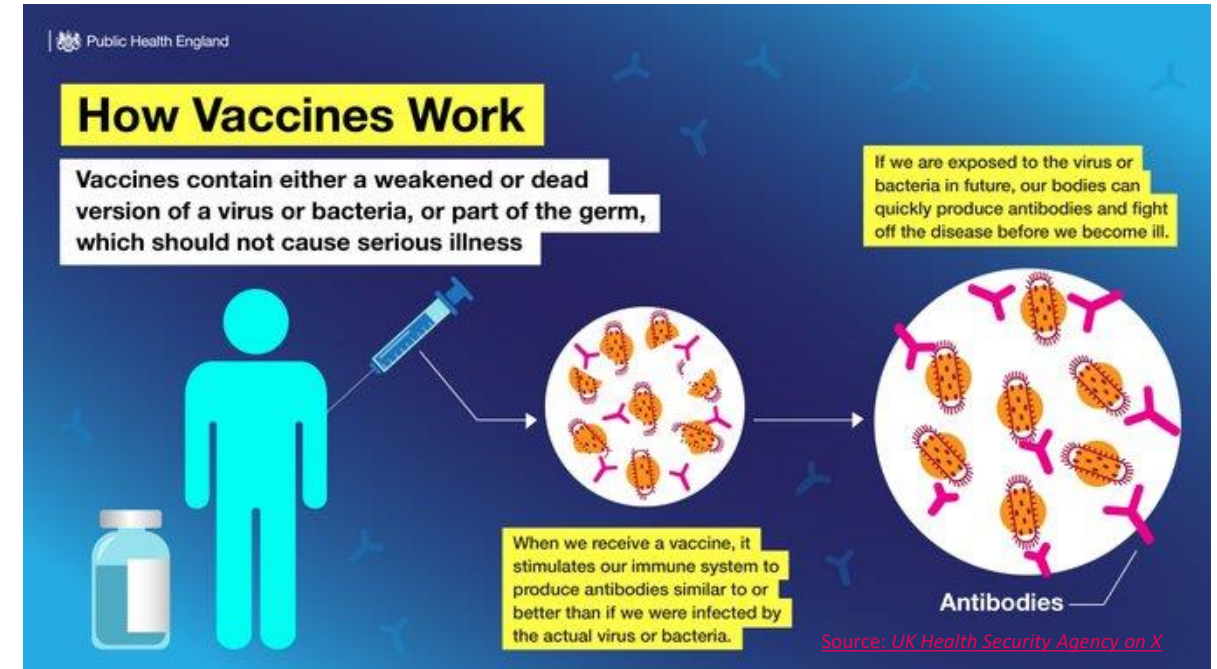 Public Health England
How Vaccines Work
Vaccines contain either a weakened or dead
version of a virus or bacteria, or part of the germ,
which should not cause serious illness
If we are exposed to the virus or
bacteria in future, our bodies can
quickly produce antibodies and fight
off the disease before we become ill.
When we receive a vaccine, it
stimulates our immune system to
produce antibodies similar to or
better than if we were infected by
the actual virus or bacteria.
Antibodies
Source: UK Health Security Agency on X